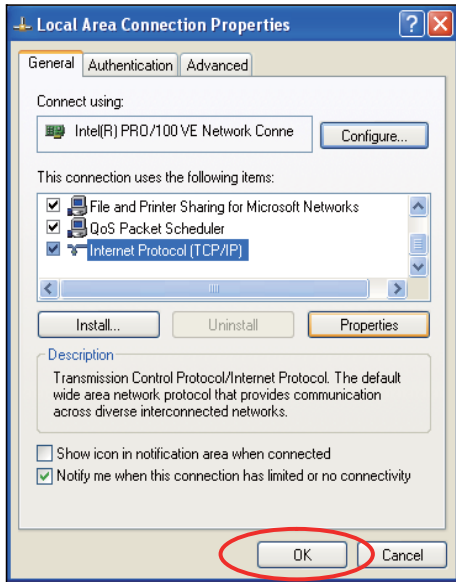 Local Area Connection Properties
General Authentication Advanced
Connect using:
Intel(R) PRO/100 VE Network Conne Configure...
This connection uses the following items:
File and Printer Sharing for Microsoft Networks
QoS Packet Scheduler
Internet Protocol (TCP/IP)
Install... Uninstall Properties
Description
Transmission Control Protocol/Internet Protocol. The default
wide area network protocol that provides communication
across diverse interconnected networks.
Show icon in notification area when connected
Notify me when this connection has limited or no connectivity
OK Cancel